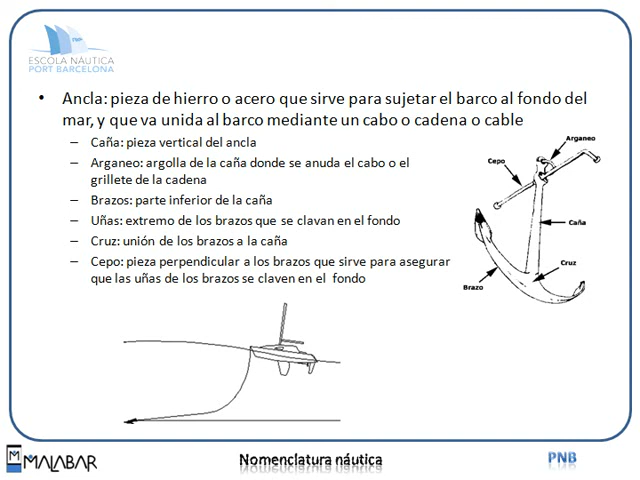 PNB
ESCOLA NÀUTICA
PORT BARCELONA
• Ancla: pieza de hierro o acero que sirve para sujetar el barco al fondo del
mar, y que va unida al barco mediante un cabo o cadena o cable
– Caña: pieza vertical del ancla
– Arganeo: argolla de la caña donde se anuda el cabo o el
grillete de la cadena
– Brazos: parte inferior de la caña
– Uñas: extremo de los brazos que se clavan en el fondo
– Cruz: unión de los brazos a la caña
– Cepo: pieza perpendicular a los brazos que sirve para asegurar
que las uñas de los brazos se claven en el fondo
Arganeo
Cepo
Caña
Cruz
Brazo
MALABAR
Nomenclatura náutica
PNB